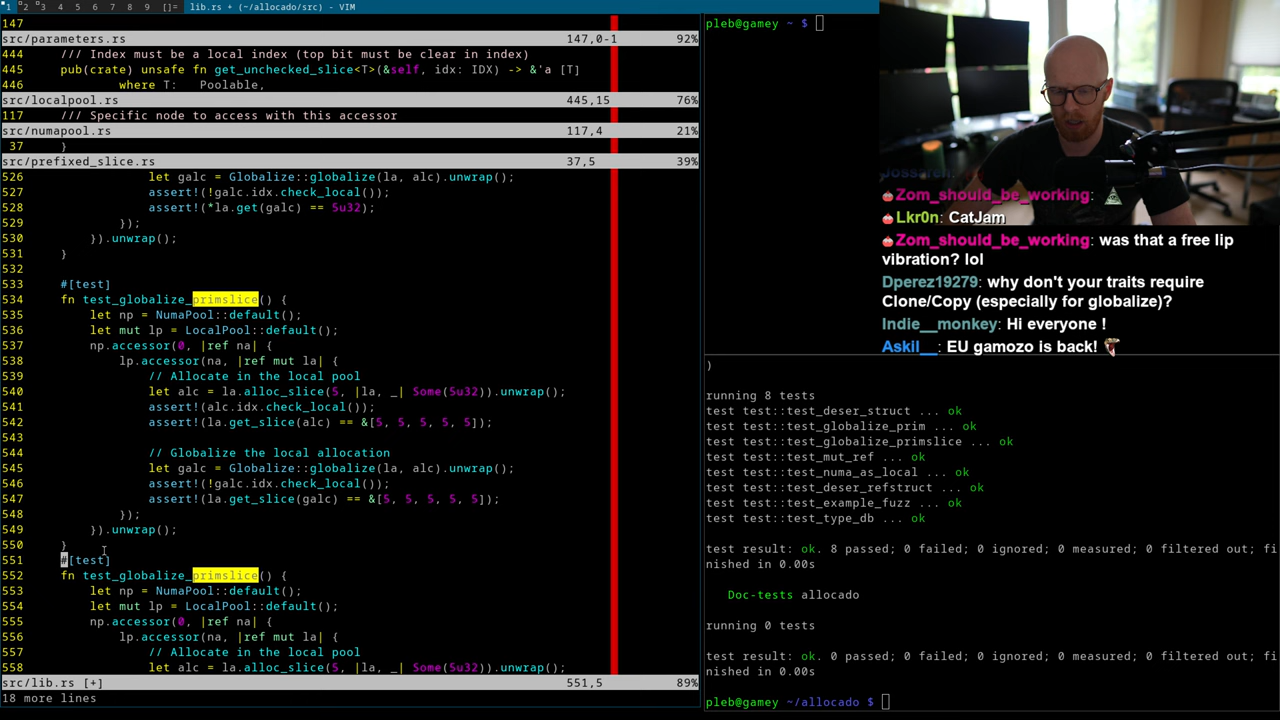 1 2 3 4 5 6 7 8 9 []= lib.rs + (~/allocado/src) - VIM
147
src/parameters.rs 147,0-1 92%
444 /// Index must be a local index (top bit must be clear in index)
445 pub(crate) unsafe fn get_unchecked_slice<T>(&self, idx: IDX) -> &'a [T]
446 where T: Poolable,
src/localpool.rs 445,15 76%
117 /// Specific node to access with this accessor
src/numapool.rs 117,4 21%
37 }
src/prefixed_slice.rs 37,5 39%
526 let galc = Globalize::globalize(la, alc).unwrap();
527 assert!(!galc.idx.check_local());
528 assert!(*la.get(galc) == 5u32);
529 });
530 }).unwrap();
531 }
532
533 #[test]
534 fn test_globalize_primslice() {
535 let np = NumaPool::default();
536 let mut lp = LocalPool::default();
537 np.accessor(0, |ref na| {
538 lp.accessor(na, |ref mut la| {
539 // Allocate in the local pool
540 let alc = la.alloc_slice(5, |la, _| Some(5u32)).unwrap();
541 assert!(alc.idx.check_local());
542 assert!(la.get_slice(alc) == &[5, 5, 5, 5, 5]);
543
544 // Globalize the local allocation
545 let galc = Globalize::globalize(la, alc).unwrap();
546 assert!(!galc.idx.check_local());
547 assert!(la.get_slice(galc) == &[5, 5, 5, 5, 5]);
548 });
549 }).unwrap();
550 }
551 #[test]
552 fn test_globalize_primslice() {
553 let np = NumaPool::default();
554 let mut lp = LocalPool::default();
555 np.accessor(0, |ref na| {
556 lp.accessor(na, |ref mut la| {
557 // Allocate in the local pool
558 let alc = la.alloc_slice(5, |la, _| Some(5u32)).unwrap();
src/lib.rs [+] 551,5 89%
18 more lines
pleb@gamey ~ $
)
running 8 tests
test test::test_deser_struct ... ok
test test::test_globalize_prim ... ok
test test::test_globalize_primslice ... ok
test test::test_mut_ref ... ok
test test::test_numa_as_local ... ok
test test::test_deser_refstruct ... ok
test test::test_example_fuzz ... ok
test test::test_type_db ... ok
test result: ok. 8 passed; 0 failed; 0 ignored; 0 measured; 0 filtered out; fi
nished in 0.00s
Doc-tests allocado
running 0 tests
test result: ok. 0 passed; 0 failed; 0 ignored; 0 measured; 0 filtered out; fi
nished in 0.00s
pleb@gamey ~/allocado $
Zom_should_be_working:
Lkr0n: CatJam
Zom_should_be_working: was that a free lip
vibration? lol
Dperez19279: why don't your traits require
Clone/Copy (especially for globalize)?
Indie__monkey: Hi everyone !
Askil__: EU gamozo is back!